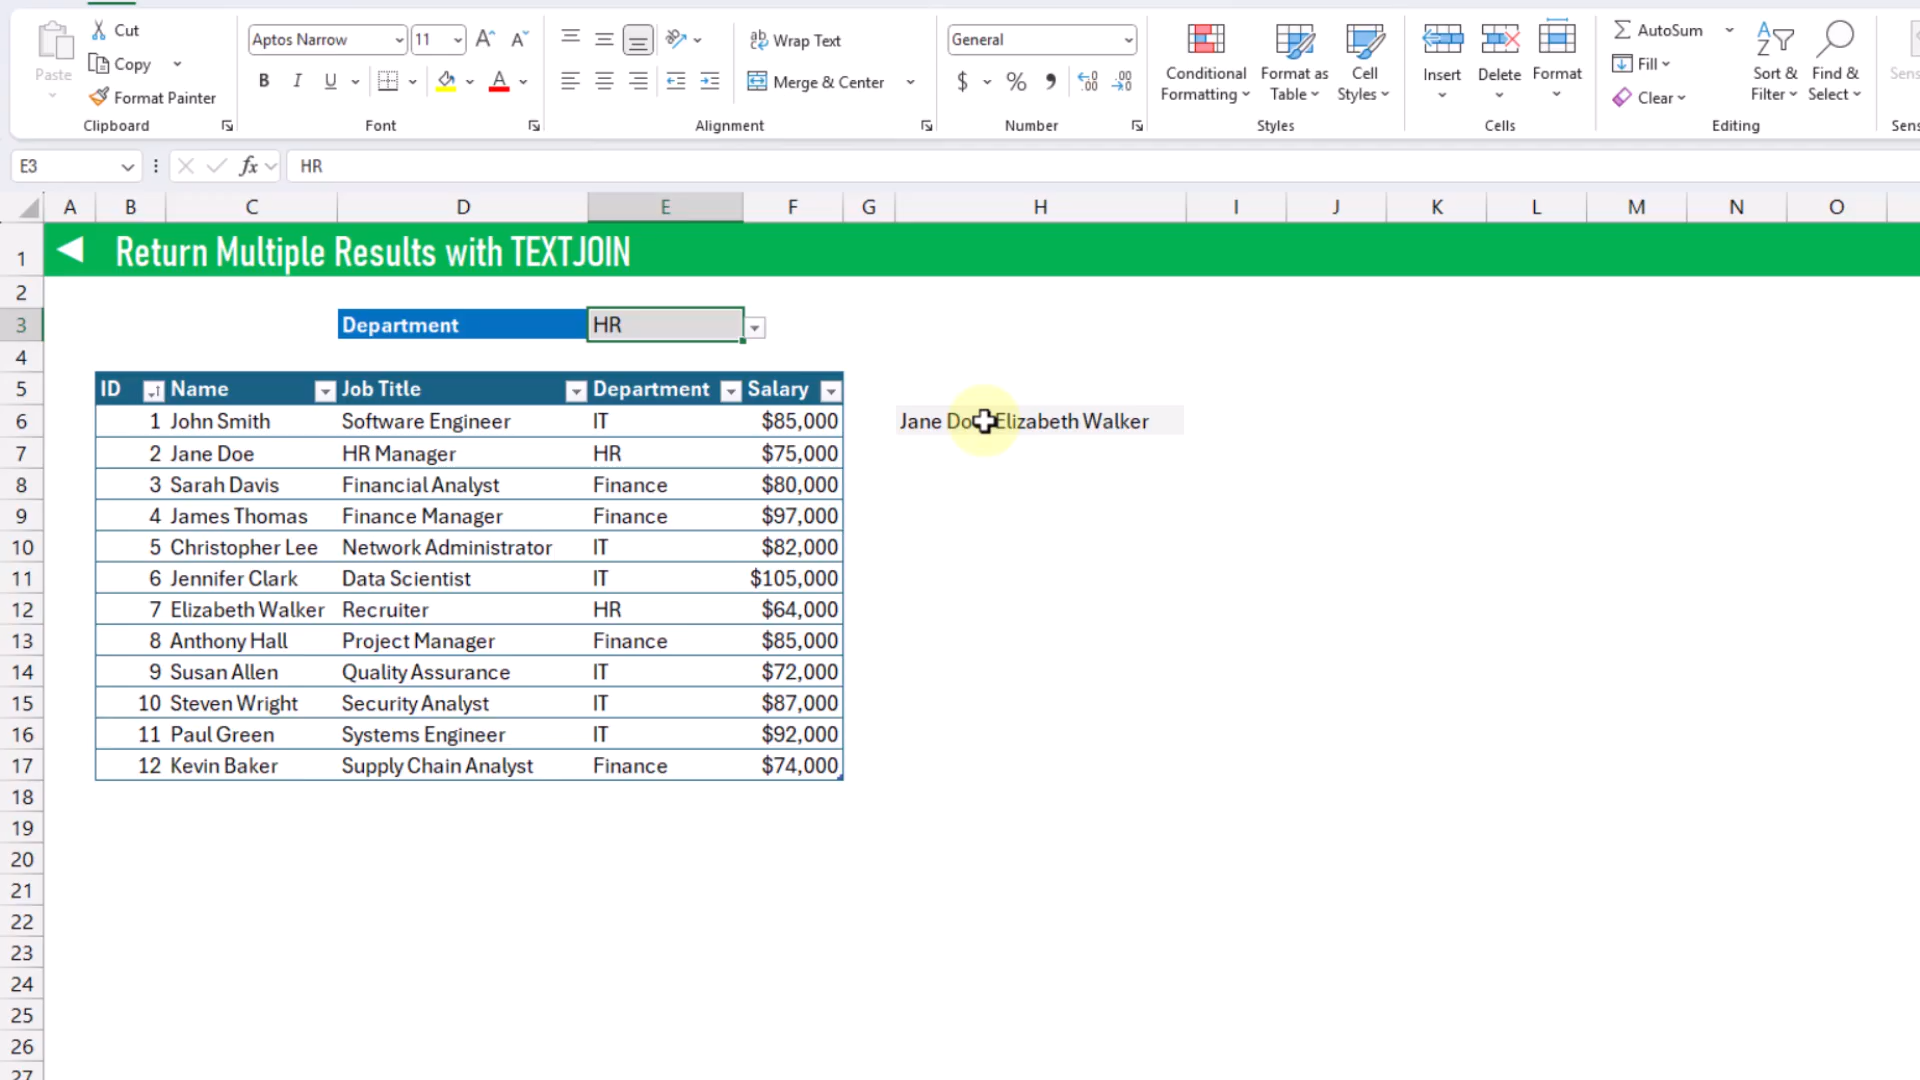 Cut
Copy
Format Painter
Paste
Clipboard
Aptos Narrow 11
B I U
Font
Wrap Text
Merge & Center
Alignment
General
$ % ,
Number
Conditional Formatting
Format as Table
Cell Styles
Styles
Insert
Delete
Format
Cells
AutoSum
Fill
Clear
Sort & Filter
Find & Select
Editing
Sens
E3 fx HR
A B C D E F G H I J K L M N O
1 Return Multiple Results with TEXTJOIN
2
3 Department HR
4
5 ID Name Job Title Department Salary
6 1 John Smith Software Engineer IT $85,000 Jane Do Elizabeth Walker
7 2 Jane Doe HR Manager HR $75,000
8 3 Sarah Davis Financial Analyst Finance $80,000
9 4 James Thomas Finance Manager Finance $97,000
10 5 Christopher Lee Network Administrator IT $82,000
11 6 Jennifer Clark Data Scientist IT $105,000
12 7 Elizabeth Walker Recruiter HR $64,000
13 8 Anthony Hall Project Manager Finance $85,000
14 9 Susan Allen Quality Assurance IT $72,000
15 10 Steven Wright Security Analyst IT $87,000
16 11 Paul Green Systems Engineer IT $92,000
17 12 Kevin Baker Supply Chain Analyst Finance $74,000
18
19
20
21
22
23
24
25
26
27